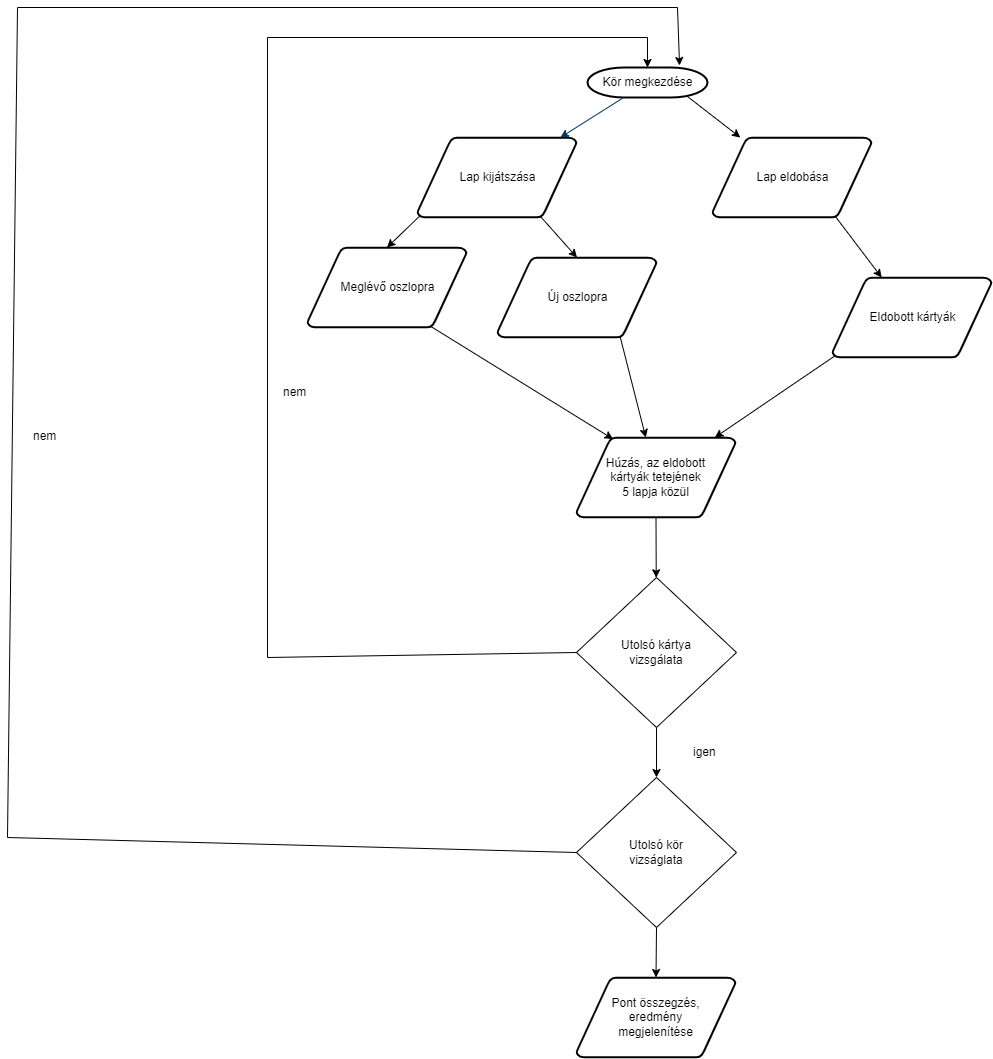 Kör megkezdése
Lap kijátszása
Lap eldobása
Meglévő oszlopra
Új oszlopra
Eldobott kártyák
nem
nem
Húzás, az eldobott
kártyák tetejének
5 lapja közül
Utolsó kártya
vizsgálata
igen
Utolsó kör
vizságlata
Pont összegzés,
eredmény
megjelenítése